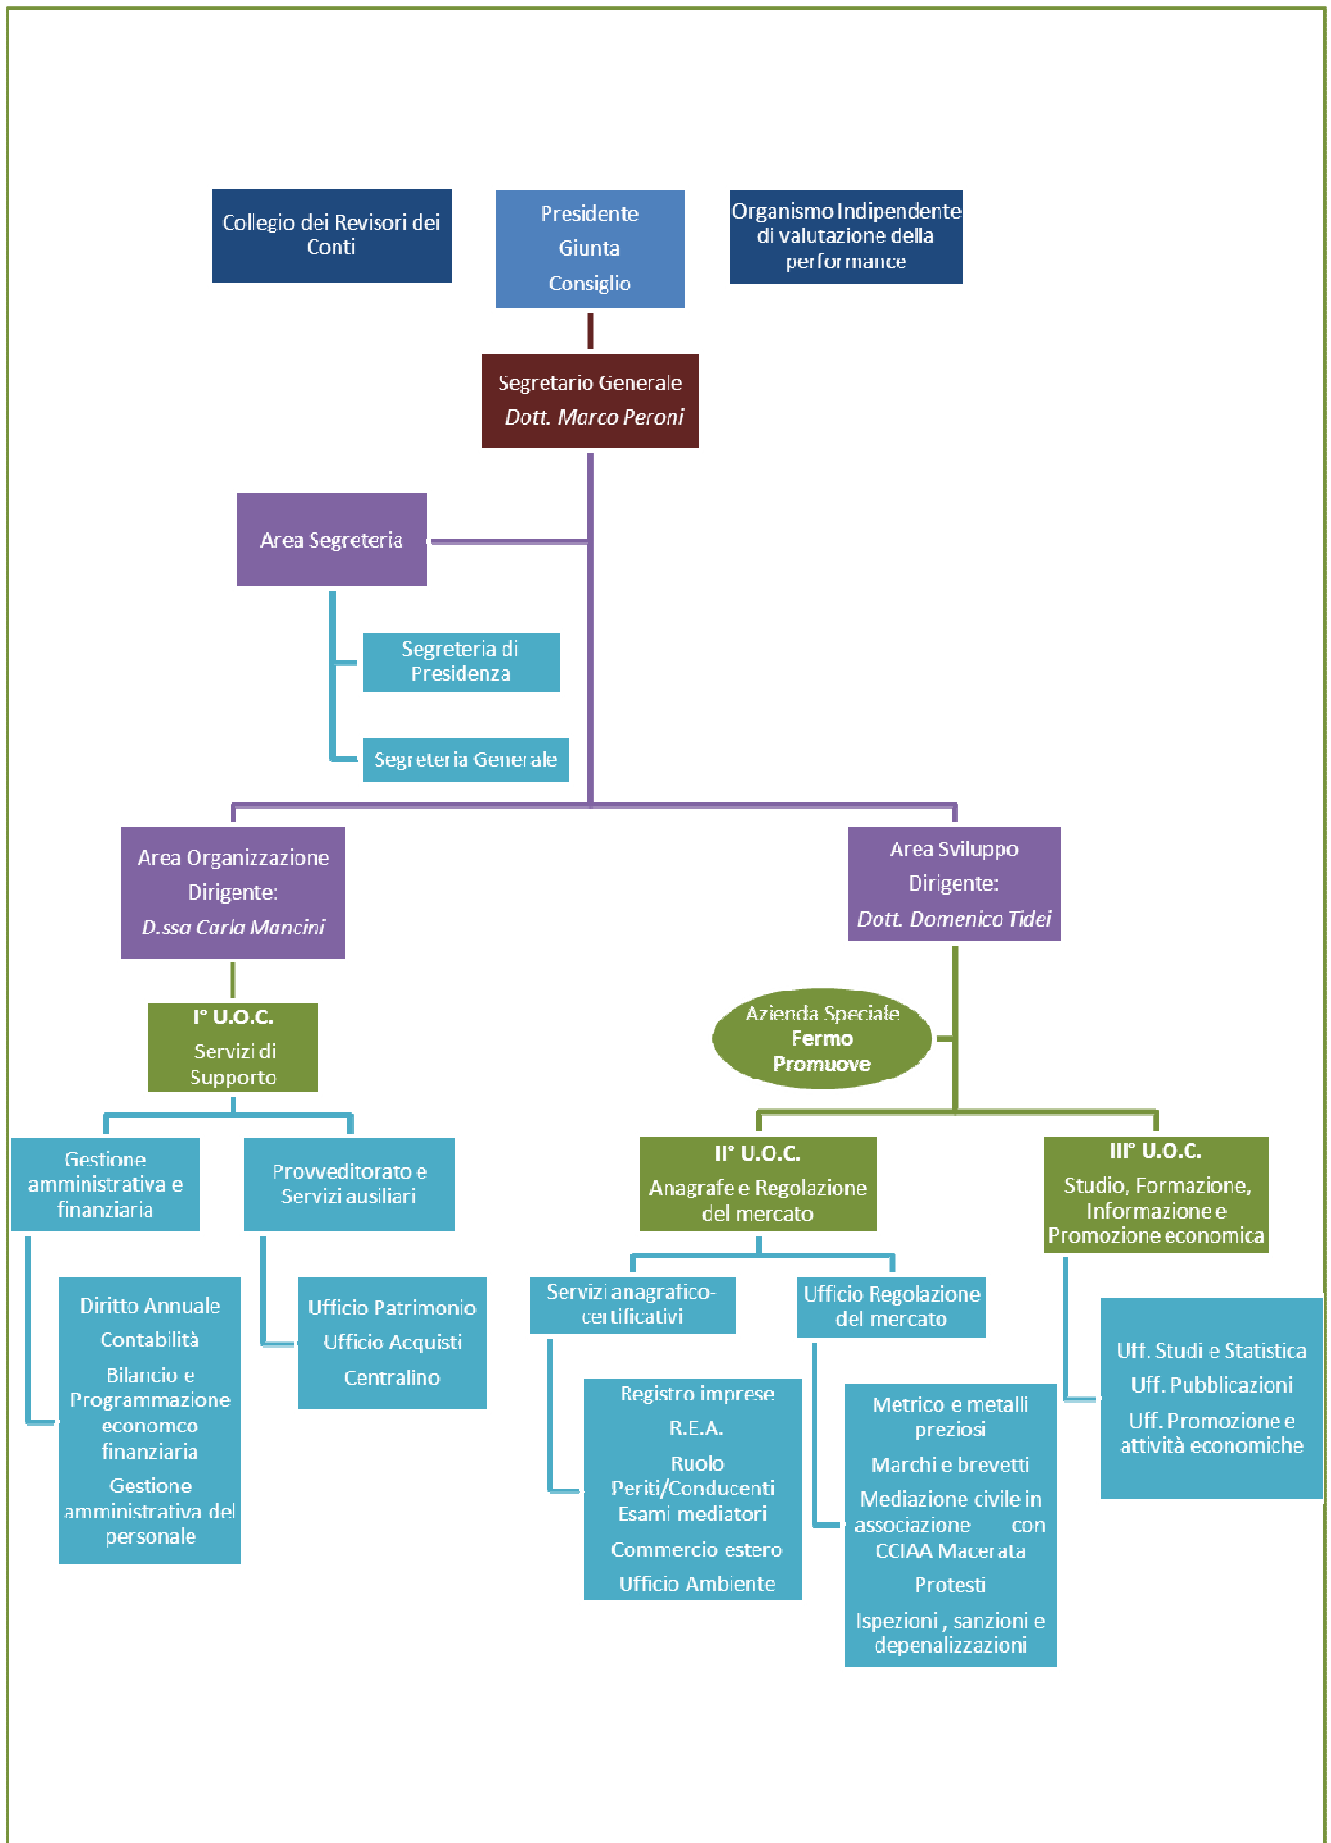 Collegio dei Revisori dei
Conti
Presidente
Giunta
Consiglio
Organismo Indipendente
di valutazione della
performance
Segretario Generale
Dott. Marco Peroni
Area Segreteria
Segreteria di
Presidenza
Segreteria Generale
Area Organizzazione
Dirigente:
D.ssa Carla Mancini
Area Sviluppo
Dirigente:
Dott. Domenico Tidei
I° U.O.C.
Servizi di
Supporto
Azienda Speciale
Fermo
Promuove
Gestione
amministrativa e
finanziaria
Provveditorato e
Servizi ausiliari
II° U.O.C.
Anagrafe e Regolazione
del mercato
III° U.O.C.
Studio, Formazione,
Informazione e
Promozione economica
Diritto Annuale
Contabilità
Bilancio e
Programmazione
economco
finanziaria
Gestione
amministrativa del
personale
Ufficio Patrimonio
Ufficio Acquisti
Centralino
Servizi anagrafico-
certificativi
Ufficio Regolazione
del mercato
Registro imprese
R.E.A.
Ruolo
Periti/Conducenti
Esami mediatori
Commercio estero
Ufficio Ambiente
Metrico e metalli
preziosi
Marchi e brevetti
Mediazione civile in
associazione con
CCIAA Macerata
Protesti
Ispezioni , sanzioni e
depenalizzazioni
Uff. Studi e Statistica
Uff. Pubblicazioni
Uff. Promozione e
attività economiche